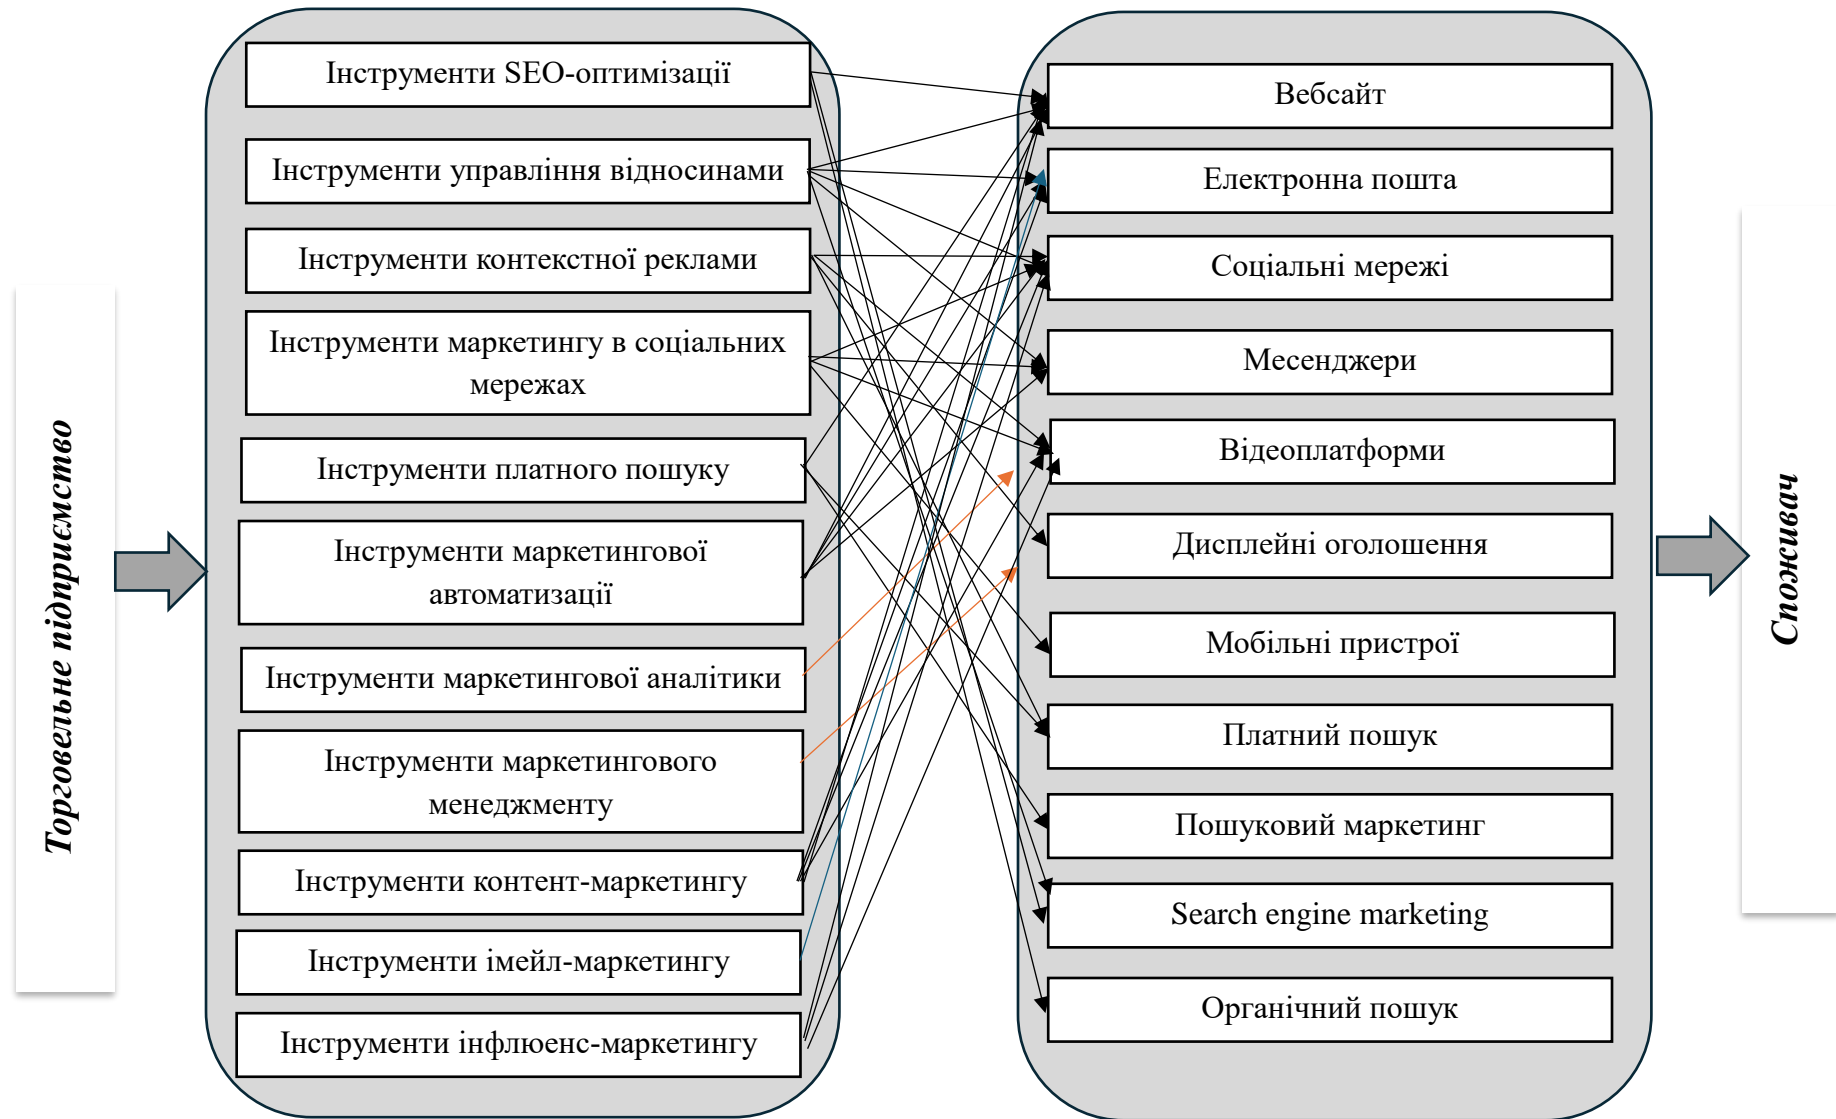 Торговельне підприємство
Інструменти SEO-оптимізації
Інструменти управління відносинами
Інструменти контекстної реклами
Інструменти маркетингу в соціальних
мережах
Інструменти платного пошуку
Інструменти маркетингової
автоматизації
Інструменти маркетингової аналітики
Інструменти маркетингового
менеджменту
Інструменти контент-маркетингу
Інструменти імейл-маркетингу
Інструменти інфлюенс-маркетингу
Вебсайт
Електронна пошта
Соціальні мережі
Месенджери
Відеоплатформи
Дисплейні оголошення
Мобільні пристрої
Платний пошук
Пошуковий маркетинг
Search engine marketing
Органічний пошук
Споживач